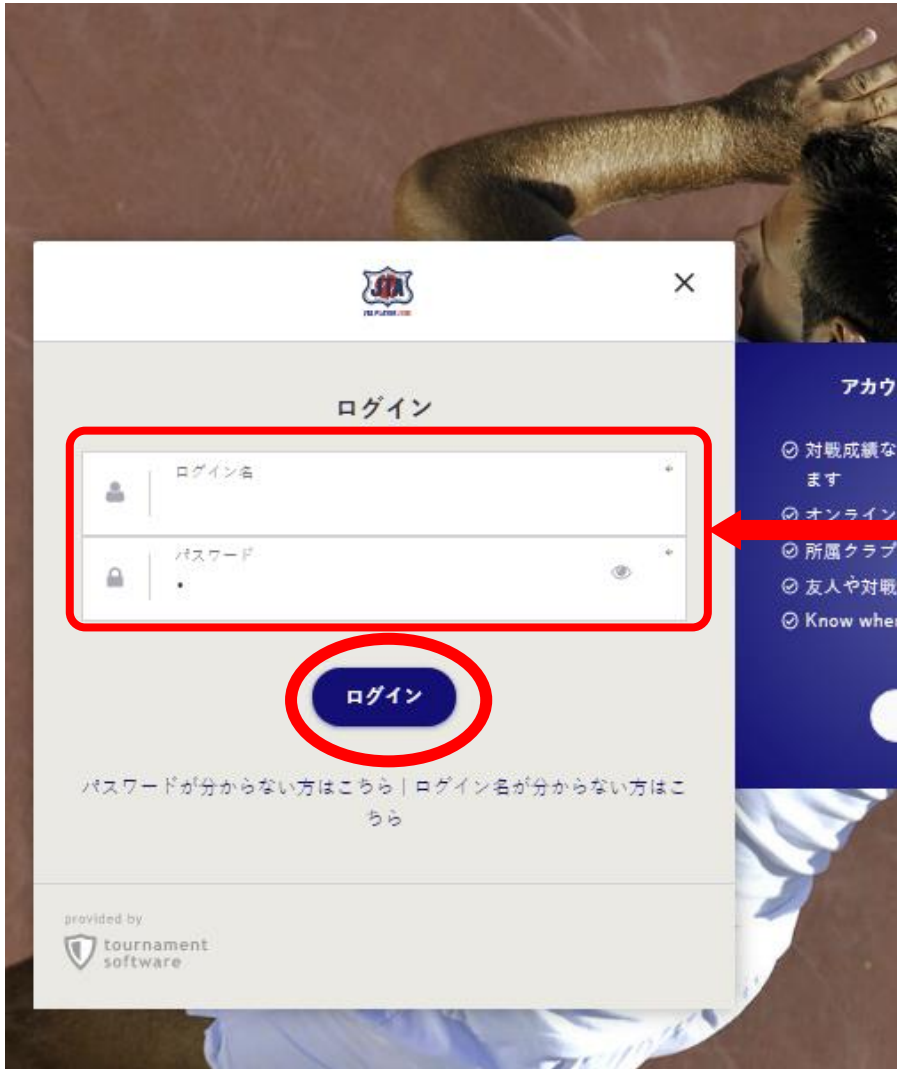 JTA
ログイン
ログイン名
パスワード
ログイン
パスワードが分からない方はこちら | ログイン名が分からない方はこ
ちら
provided by
tournament
software
アカウ
対戦成績な
ます
オンライン
所属クラブ
友人や対戦
Know when